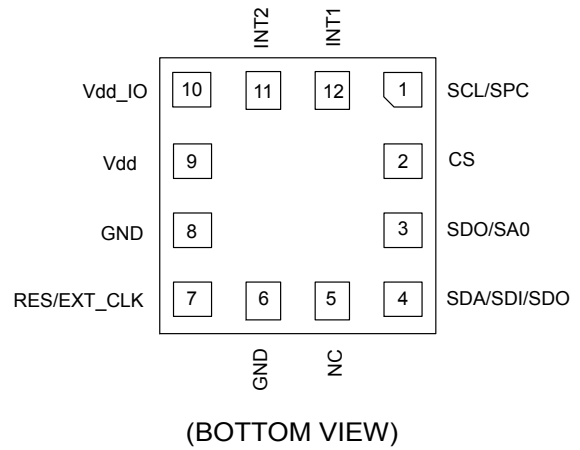 INT2
INT1
Vdd_IO
10
11
12
1
SCL/SPC
Vdd
9
2
CS
GND
8
3
SDO/SA0
RES/EXT_CLK
7
6
5
4
SDA/SDI/SDO
GND
NC
(BOTTOM VIEW)